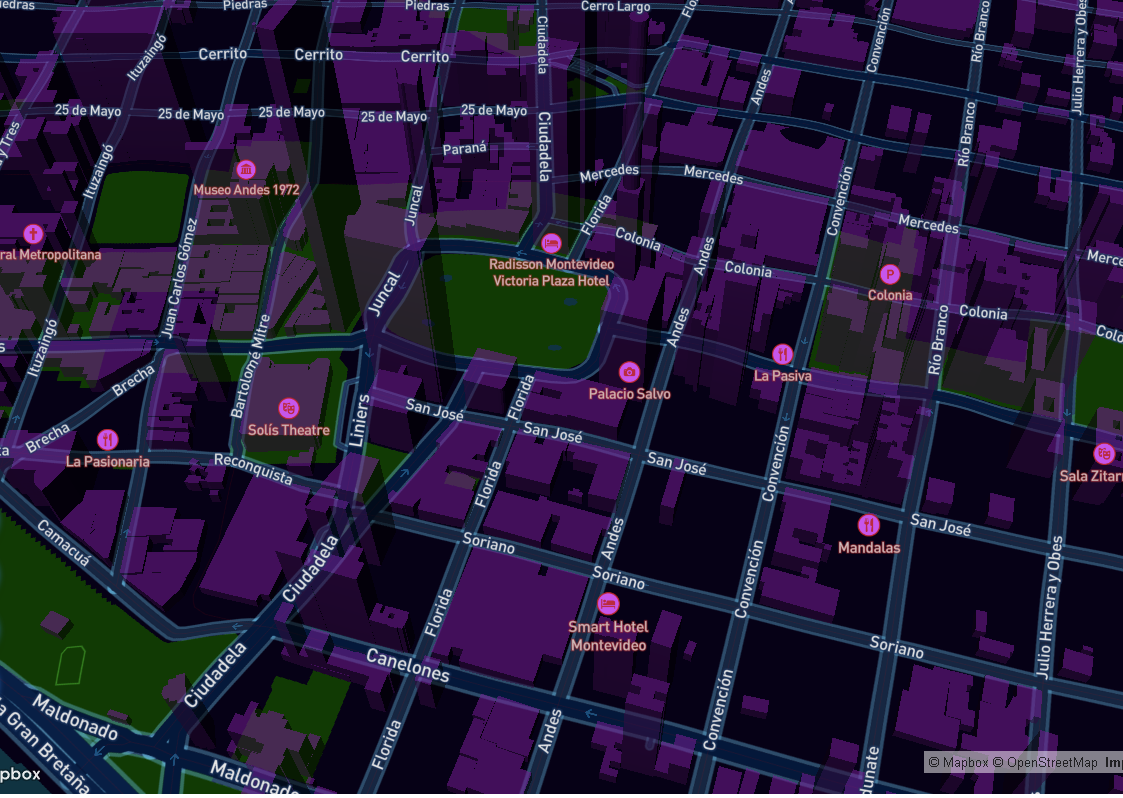 edras
Piedras
Piedras
Cerro Largo
Flo
Ciudadela
Convención
Río Branco
Julio Herrera y Obes
Ituzaingó
Cerrito
Cerrito
Cerrito
Andes
25 de Mayo
25 de Mayo
25 de Mayo
25 de Mayo
25 de Mayo
y Tres
Ituzaingó
Paraná
Ciudadela
Río Branco
Museo Andes 1972
Mercedes
Mercedes
Convención
Juncal
Florida
Mercedes
Merce
ral Metropolitana
Juan Carlos Gómez
Colonia
Andes
Colonia
Radisson Montevideo
Victoria Plaza Hotel
Juncal
P
Colonia
Colonia
Colo
s
Ituzaingó
Bartolomé Mitre
Andes
Río Branco
Brecha
La Pasiva
Palacio Salvo
Florida
San José
Liniers
Solís Theatre
Brecha
ta
La Pasionaria
San José
San José
Convención
Sala Zitarr
Reconquista
Florida
San José
Mandalas
Camacuá
Soriano
Andes
Ciudadela
Soriano
Convención
Julio Herrera y Obes
Florida
Smart Hotel
Montevideo
Soriano
Canelones
Ciudadela
Convención
Maldonado
a Gran Bretaña
Florida
Andes
Maldonado
dunate
s
pbox
© Mapbox © OpenStreetMap Imp